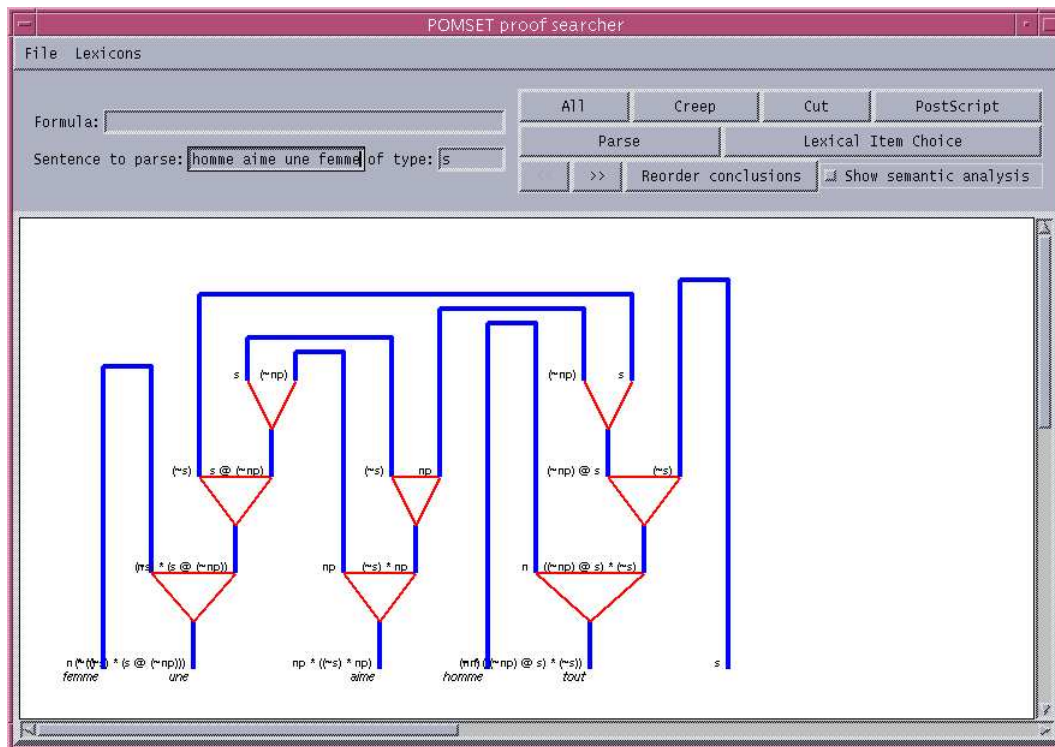 POMSET proof searcher
File Lexicons
Formula:
All Creep Cut PostScript
Sentence to parse: homme aime une femme of type: s
Parse Lexical Item Choice
<< >> Reorder conclusions Show semantic analysis
s (~np) (~np) s
(~s) s @ (~np) (~s) np (~np) @ s (~s)
* (s @ (~np)) np (~s) * np n ((~np) @ s) * (~s)
* (s @ (~np))) np * ((~s) * np) (~np) @ s) * (~s)) s
femme une aime homme tout